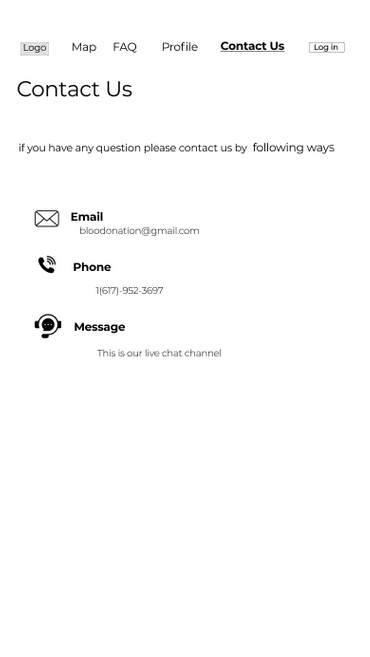 Logo Map FAQ Profile Contact Us Log in
Contact Us
if you have any question please contact us by following ways
Email
bloodonation@gmail.com
Phone
1(617)-952-3697
Message
This is our live chat channel